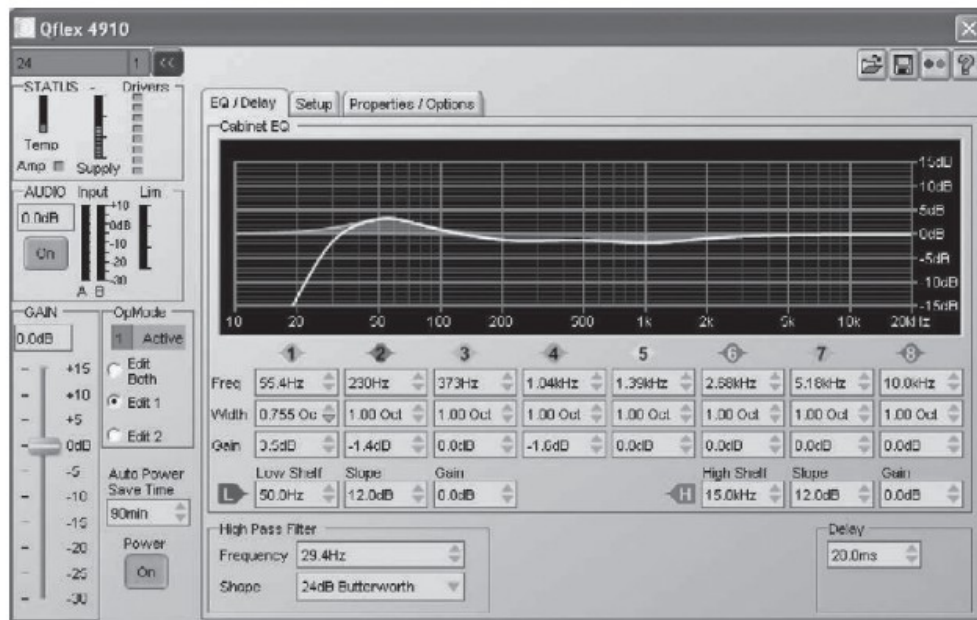 Qflex 4910
24 1 <<
STATUS - Drivers
Temp
Amp Supply
AUDIO Input Lim
0.0dB
On
+10
0dB
-10
-20
-30
A B
GAIN
0.0dB
+15
+10
+5
0dB
-5
-10
-15
-20
-25
-30
OpMode
1 Active
Edit Both
Edit 1
Edit 2
Auto Power
Save Time
90min
Power
On
EQ / Delay Setup Properties / Options
Cabinet EQ
15dB
10dB
5dB
0dB
-5dB
-10dB
-15dB
10 20 50 100 200 500 1k 2k 5k 10k 20kHz
1 2 3 4 5 6 7 8
Freq 55.4Hz 230Hz 373Hz 1.04kHz 1.39kHz 2.68kHz 5.18kHz 10.0kHz
Width 0.755 Oc 1.00 Oct 1.00 Oct 1.00 Oct 1.00 Oct 1.00 Oct 1.00 Oct 1.00 Oct
Gain -1.4dB 0.0dB -1.6dB 0.0dB 0.0dB 0.0dB 0.0dB
Low Shelf Slope Gain High Shelf Slope Gain
L 50.0Hz 12.0dB 0.0dB H 15.0kHz 12.0dB 0.0dB
High Pass Filter
Frequency 29.4Hz
Shape 24dB Butterworth
Delay
20.0ms